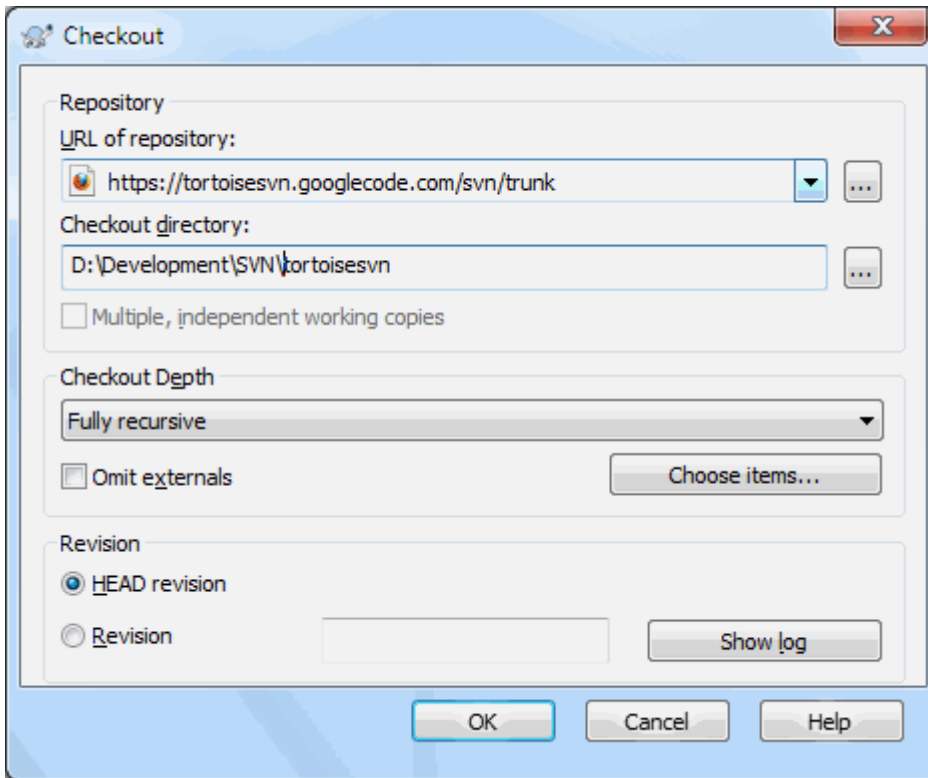 Checkout
Repository
URL of repository:
https://tortoisesvn.googlecode.com/svn/trunk
...
Checkout directory:
D:\Development\SVN\tortoisesvn
...
Multiple, independent working copies
Checkout Depth
Fully recursive
Omit externals
Choose items...
Revision
HEAD revision
Revision
Show log
OK
Cancel
Help